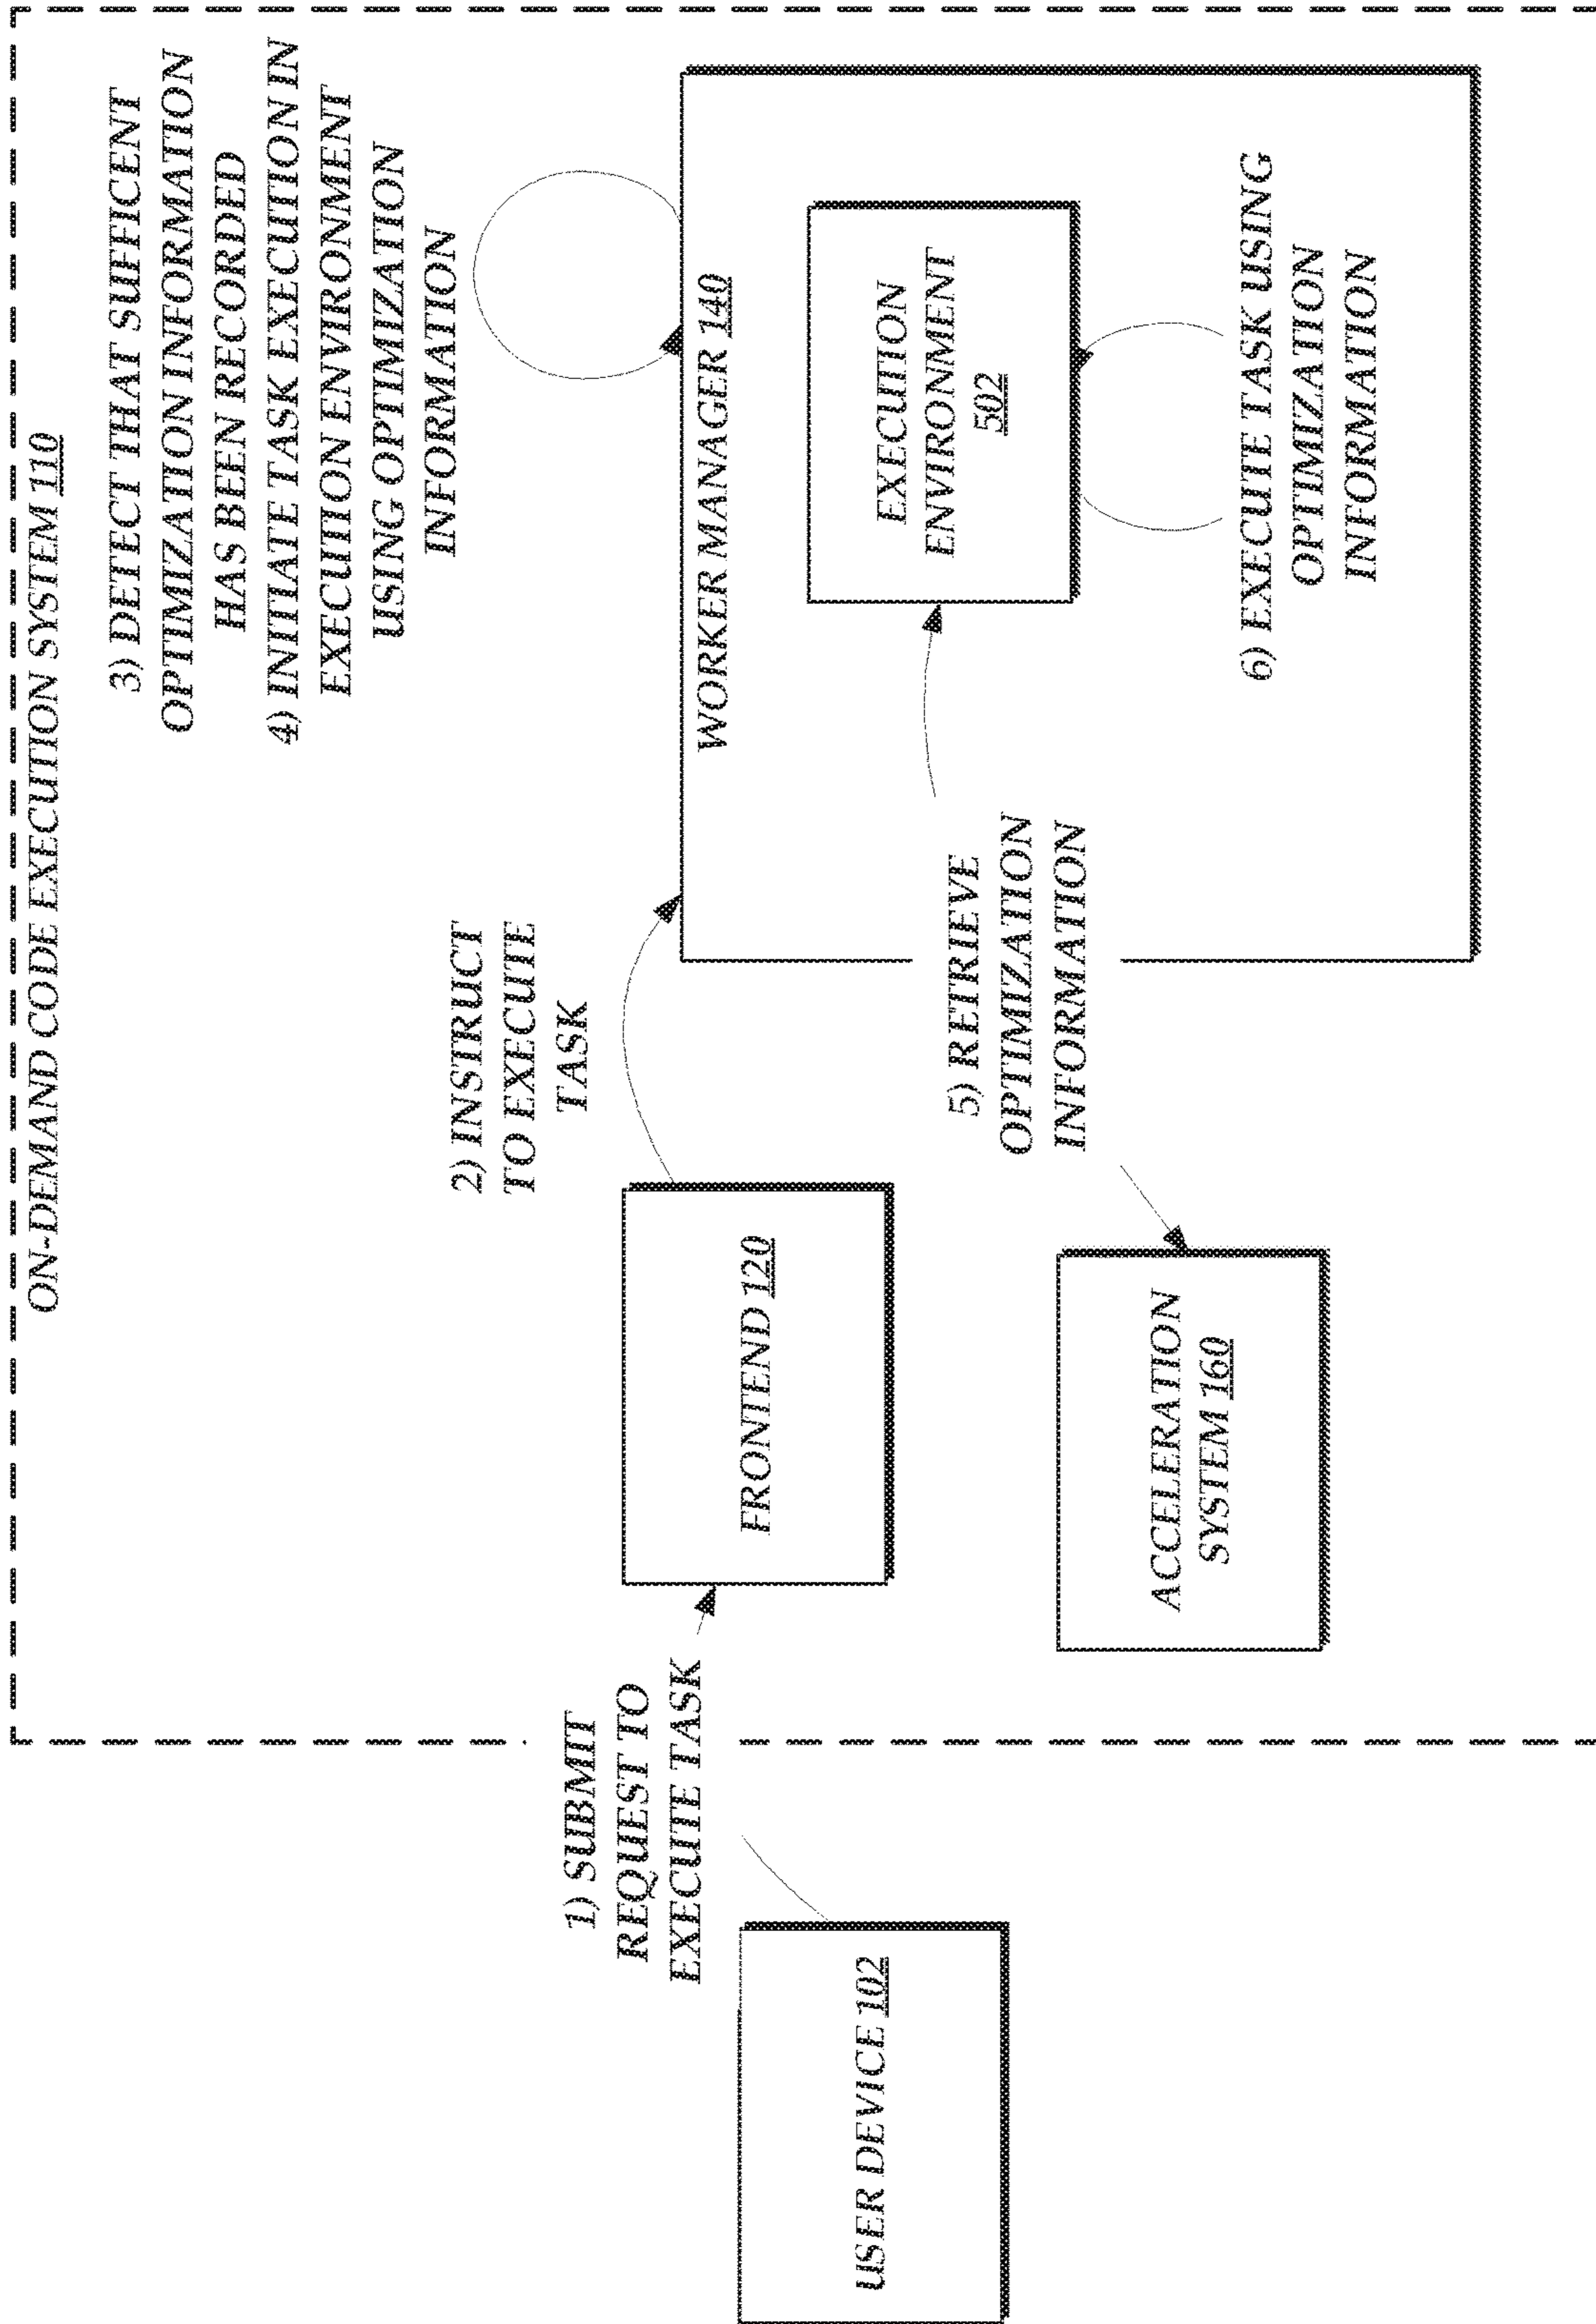 ON-DEMAND CODE EXECUTION SYSTEM 110
3) DETECT THAT SUFFICENT
OPTIMIZATION INFORMATION
HAS BEEN RECORDED
4) INITIATE TASK EXECUTION IN
EXECUTION ENVIRONMENT
USING OPTIMIZATION
INFORMATION
2) INSTRUCT
TO EXECUTE
TASK
1) SUBMIT
REQUEST TO
EXECUTE TASK
WORKER MANAGER 140
USER DEVICE 102
FRONTEND 120
EXECUTION
ENVIRONMENT
502
5) RETRIEVE
OPTIMIZATION
INFORMATION
ACCELERATION
SYSTEM 160
6) EXECUTE TASK USING
OPTIMIZATION
INFORMATION